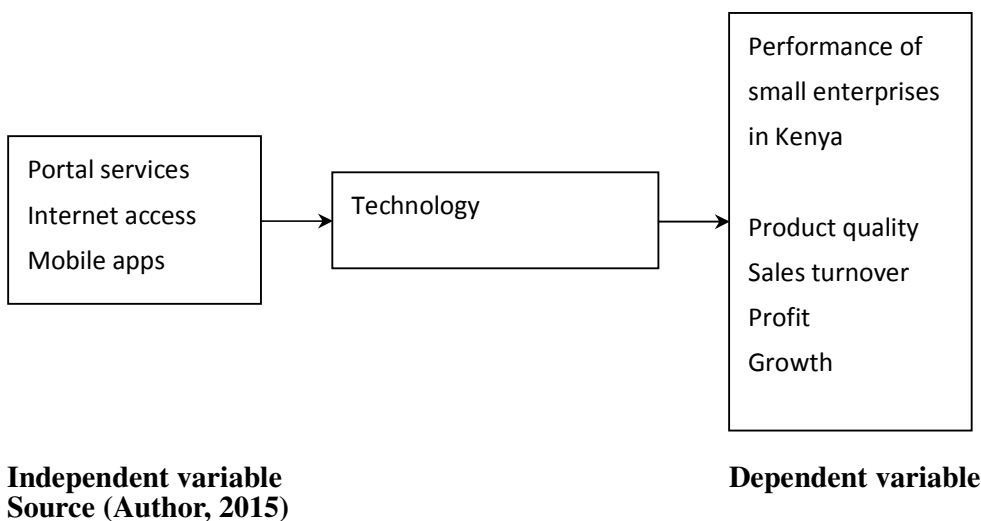 Portal services
Internet access
Mobile apps
Technology
Performance of
small enterprises
in Kenya
Product quality
Sales turnover
Profit
Growth
Independent variable
Source (Author, 2015)
Dependent variable